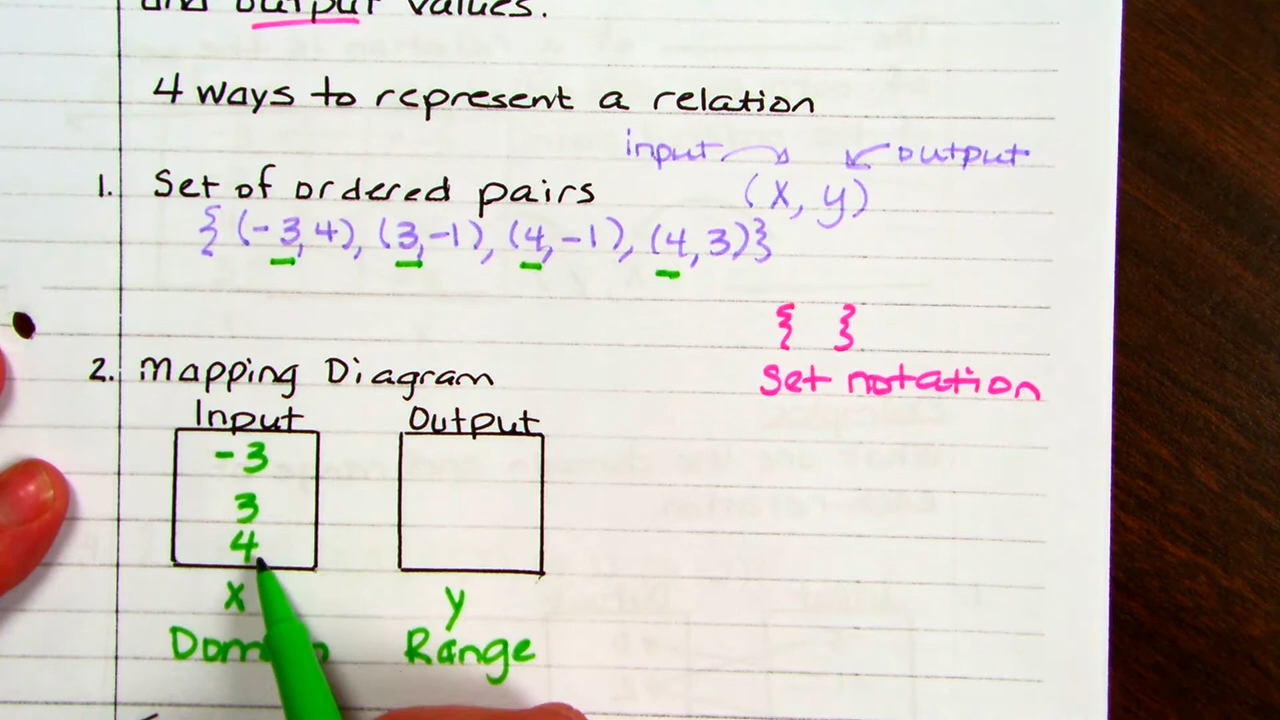 and output values.
4 ways to represent a relation
input output
1. Set of ordered pairs (x, y)
{(-3,4), (3,-1), (4,-1), (4,3)}
{ }
2. Mapping Diagram set notation
Input Output
-3
3
4
x y
Range